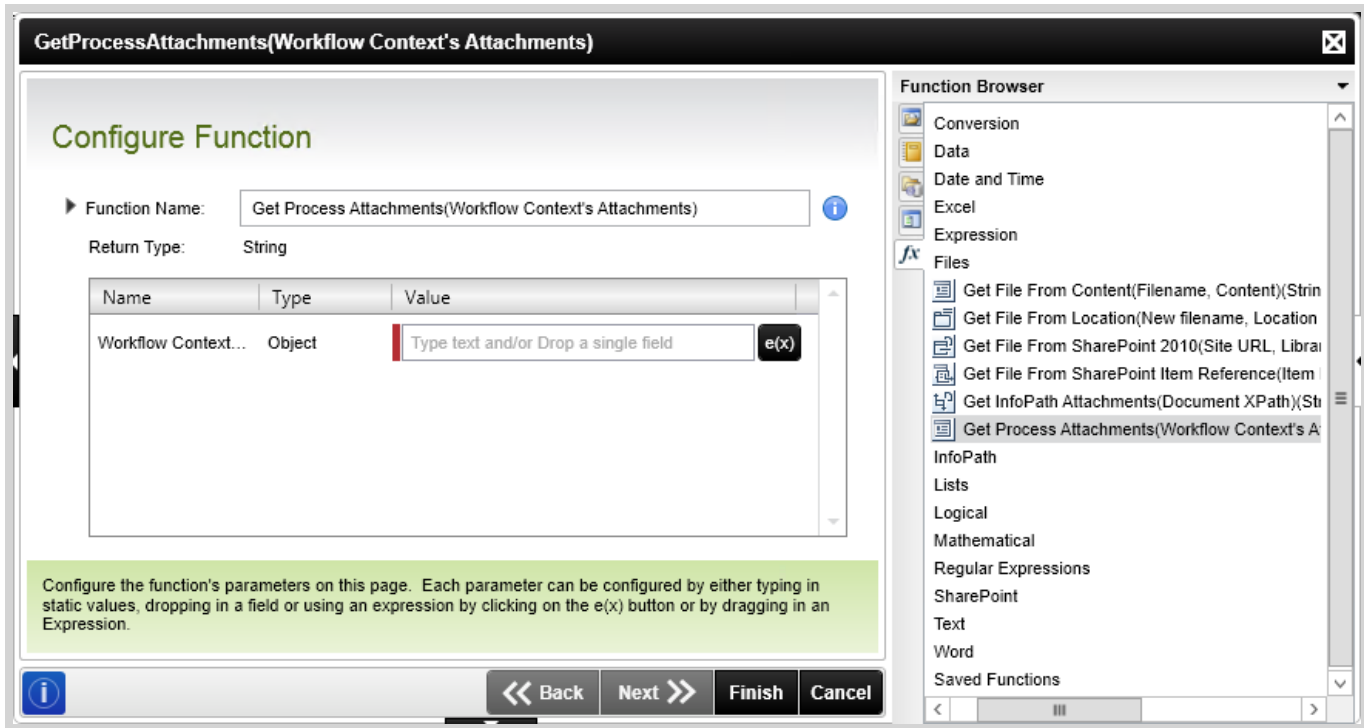 GetProcessAttachments(Workflow Context's Attachments)
Configure Function
Function Name: Get Process Attachments(Workflow Context's Attachments)
Return Type: String
Name Type Value
Workflow Context... Object Type text and/or Drop a single field e(x)
Configure the function's parameters on this page. Each parameter can be configured by either typing in
static values, dropping in a field or using an expression by clicking on the e(x) button or by dragging in an
Expression.
Back Next Finish Cancel
Function Browser
fx
Conversion
Data
Date and Time
Excel
Expression
Files
Get File From Content(Filename, Content)(Strin
Get File From Location(New filename, Location
Get File From SharePoint 2010(Site URL, Librar
Get File From SharePoint Item Reference(Item
Get InfoPath Attachments(Document XPath)(Str
Get Process Attachments(Workflow Context's A
InfoPath
Lists
Logical
Mathematical
Regular Expressions
SharePoint
Text
Word
Saved Functions